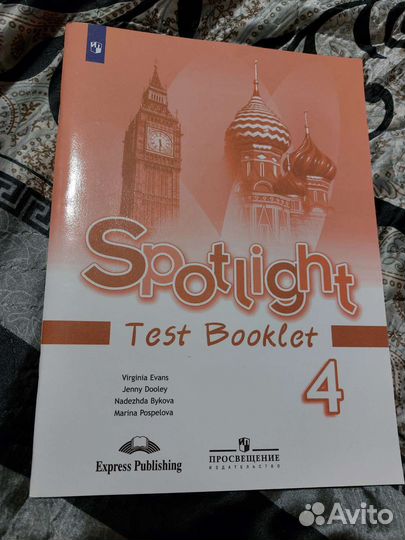 Spotlight
Test Booklet
4
Virginia Evans
Jenny Dooley
Nadezhda Bykova
Marina Pospelova
Express Publishing
ПРОСВЕЩЕНИЕ
ИЗДАТЕЛЬСТВО
Avito